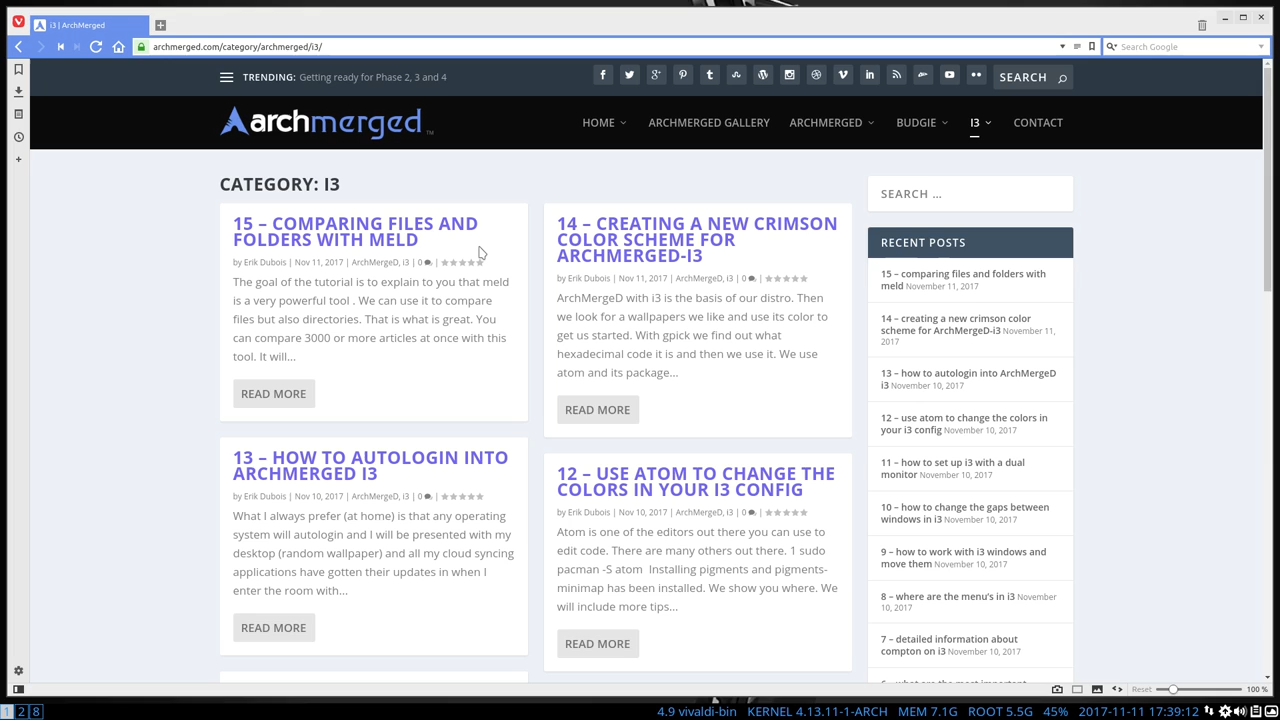 i3 | ArchMerged
archmerged.com/category/archmerged/i3/
Search Google
TRENDING: Getting ready for Phase 2, 3 and 4
SEARCH
archmerged™
HOME
ARCHMERGED GALLERY
ARCHMERGED
BUDGIE
I3
CONTACT
CATEGORY: I3
15 – COMPARING FILES AND
FOLDERS WITH MELD
by Erik Dubois | Nov 11, 2017 | ArchMergeD, i3 | 0 |
The goal of the tutorial is to explain to you that meld
is a very powerful tool . We can use it to compare
files but also directories. That is what is great. You
can compare 3000 or more articles at once with this
tool. It will...
READ MORE
14 – CREATING A NEW CRIMSON
COLOR SCHEME FOR
ARCHMERGED-I3
by Erik Dubois | Nov 11, 2017 | ArchMergeD, i3 | 0 |
ArchMergeD with i3 is the basis of our distro. Then
we look for a wallpapers we like and use its color to
get us started. With gpick we find out what
hexadecimal code it is and then we use it. We use
atom and its package...
READ MORE
13 – HOW TO AUTOLOGIN INTO
ARCHMERGED I3
by Erik Dubois | Nov 10, 2017 | ArchMergeD, i3 | 0 |
What I always prefer (at home) is that any operating
system will autologin and I will be presented with my
desktop (random wallpaper) and all my cloud syncing
applications have gotten their updates in when I
enter the room with...
READ MORE
12 – USE ATOM TO CHANGE THE
COLORS IN YOUR I3 CONFIG
by Erik Dubois | Nov 10, 2017 | ArchMergeD, i3 | 0 |
Atom is one of the editors out there you can use to
edit code. There are many others out there. 1 sudo
pacman -S atom  Installing pigments and pigments-
minimap has been installed. We show you where. We
will include more tips...
READ MORE
SEARCH ...
RECENT POSTS
15 – comparing files and folders with
meld November 11, 2017
14 – creating a new crimson color
scheme for ArchMergeD-i3 November 11,
2017
13 – how to autologin into ArchMergeD
i3 November 10, 2017
12 – use atom to change the colors in
your i3 config November 10, 2017
11 – how to set up i3 with a dual
monitor November 10, 2017
10 – how to change the gaps between
windows in i3 November 10, 2017
9 – how to work with i3 windows and
move them November 10, 2017
8 – where are the menu's in i3 November
10, 2017
7 – detailed information about
compton on i3 November 10, 2017
Reset
100 %
1 2 8
4.9 vivaldi-bin
KERNEL 4.13.11-1-ARCH
MEM 7.1G
ROOT 5.5G
45%
2017-11-11 17:39:12